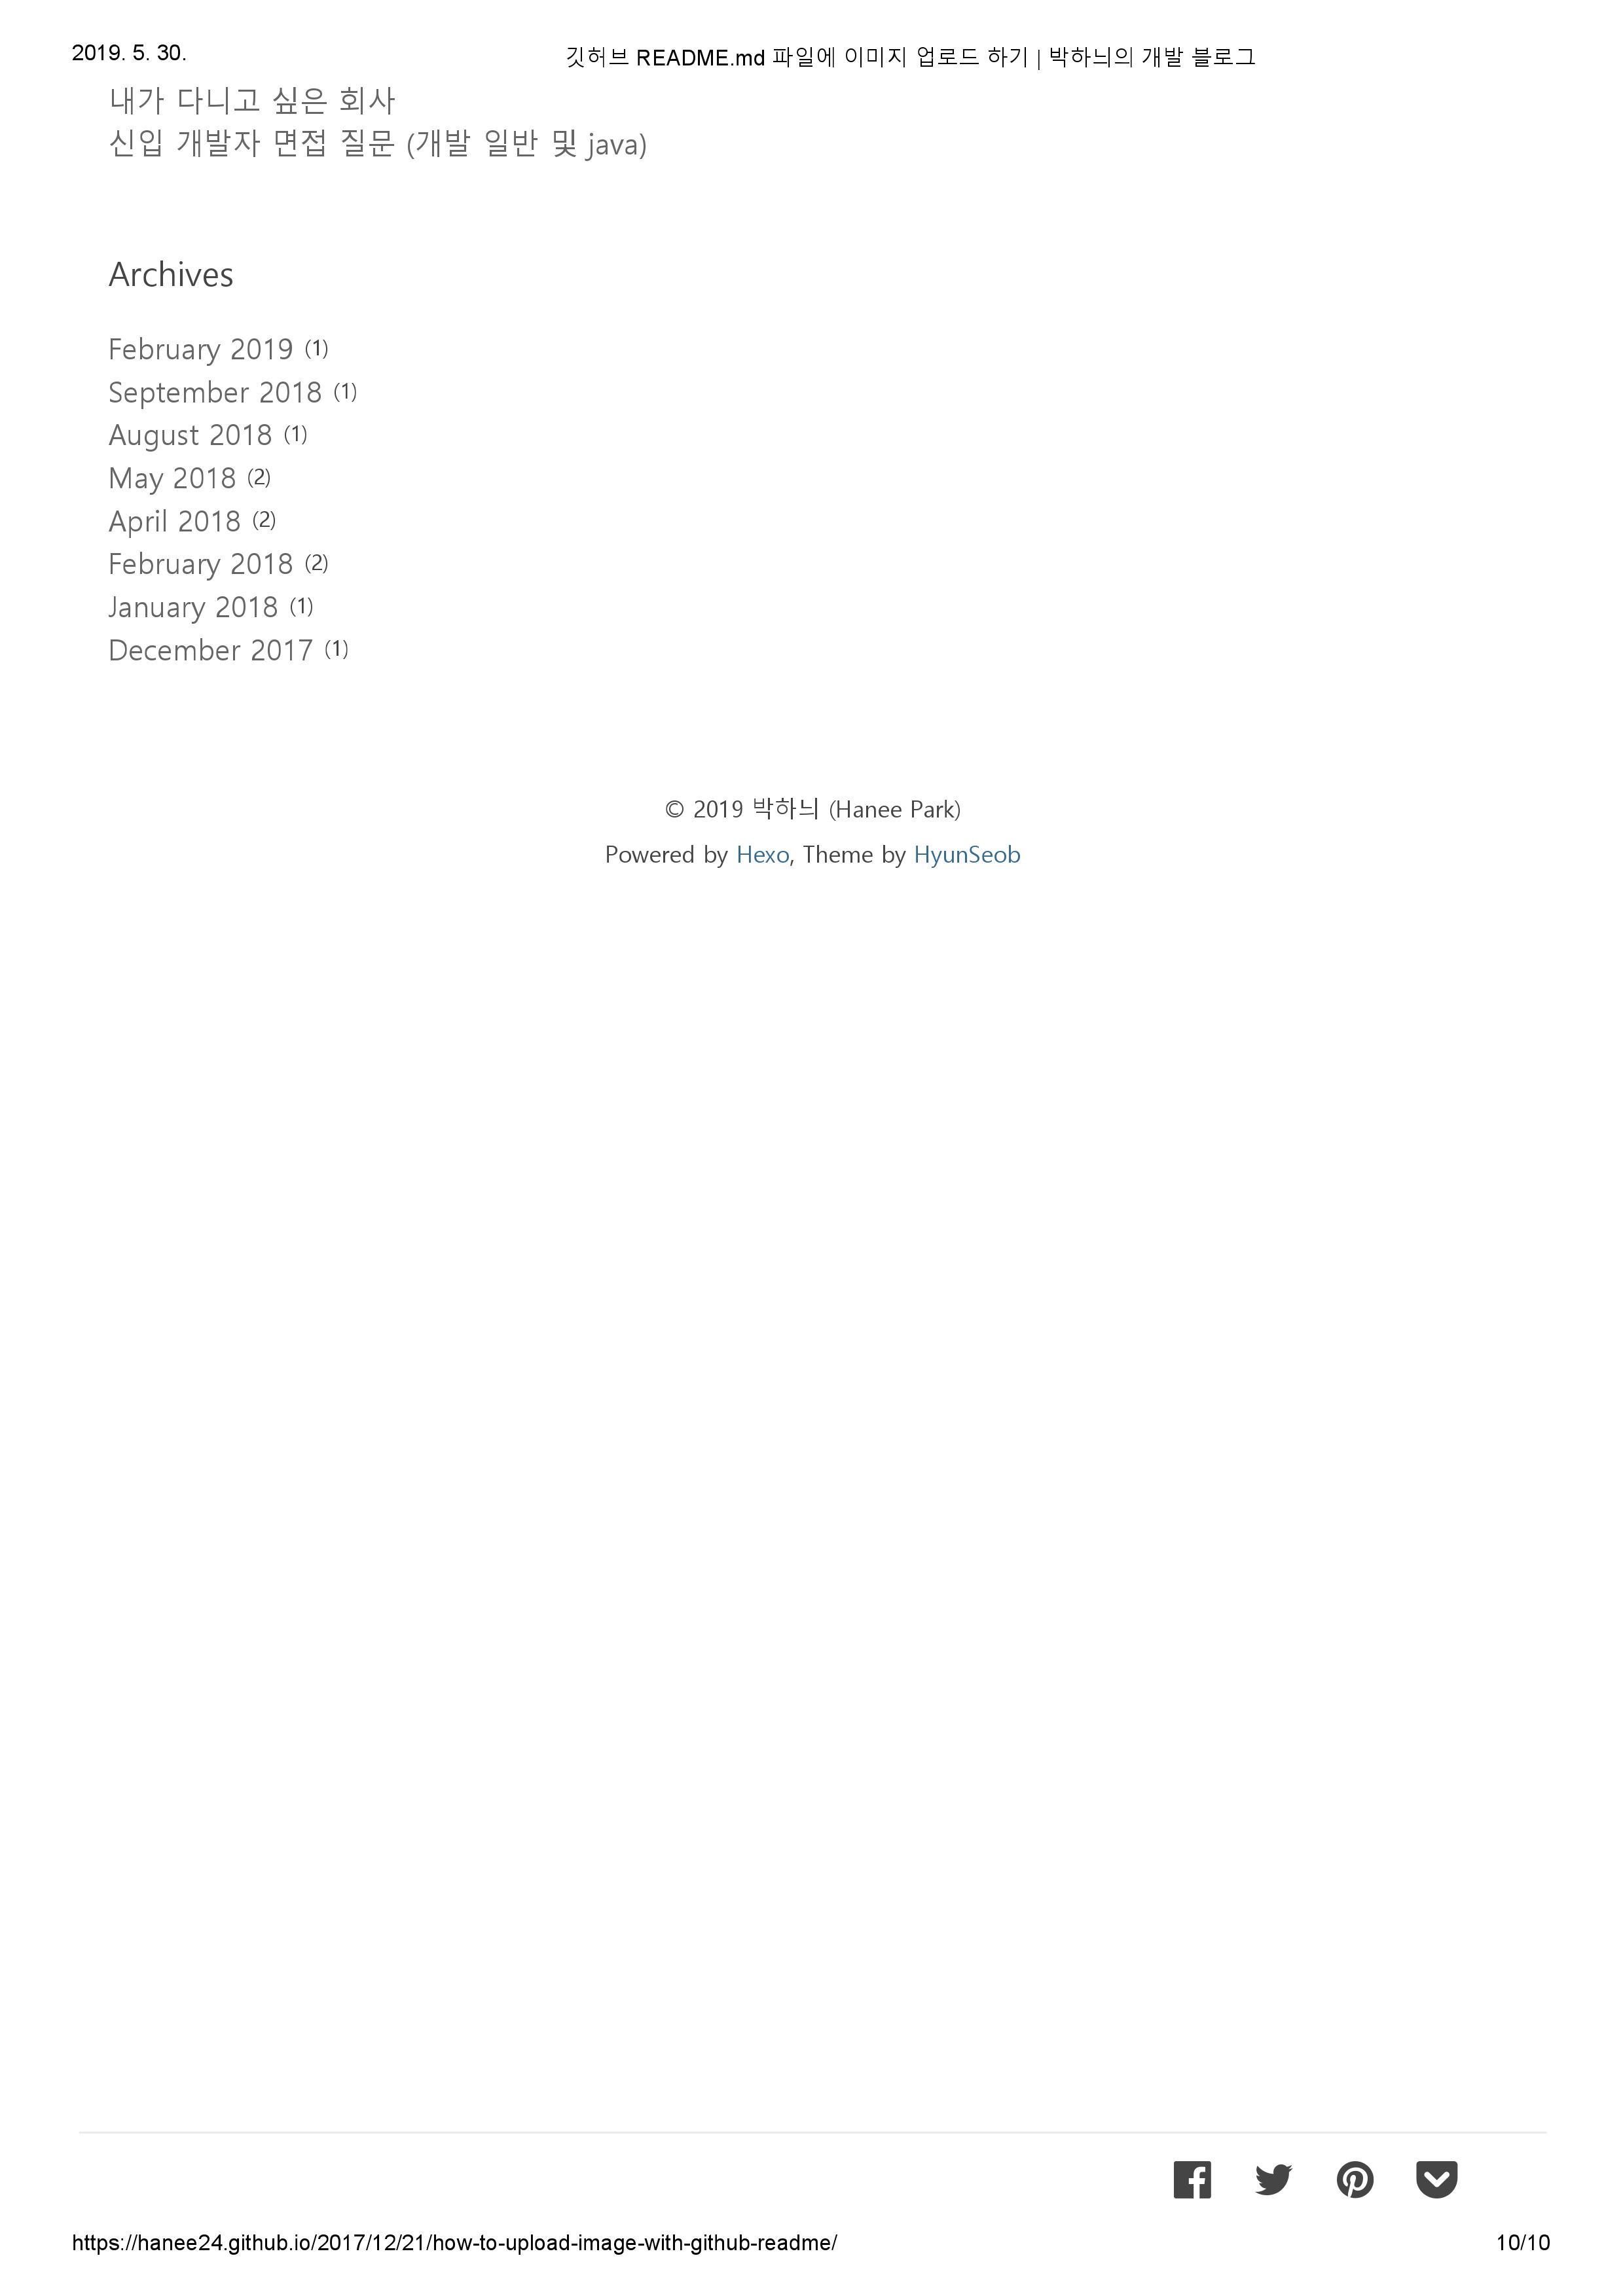 2019. 5. 30.
깃허브 README.md 파일에 이미지 업로드 하기 | 박하늬의 개발 블로그
내가 다니고 싶은 회사
신입 개발자 면접 질문 (개발 일반 및 java)
Archives
February 2019 (1)
September 2018 (1)
August 2018 (1)
May 2018 (2)
April 2018 (2)
February 2018 (2)
January 2018 (1)
December 2017 (1)
© 2019 박하늬 (Hanee Park)
Powered by Hexo, Theme by HyunSeob
https://hanee24.github.io/2017/12/21/how-to-upload-image-with-github-readme/
10/10